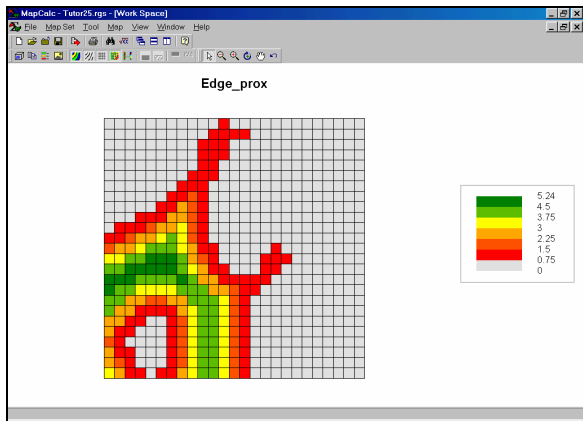 MapCalc - Tutor25.rgs - [Work Space]
File Map Set Tool Map View Window Help
Edge_prox
5.24
4.5
3.75
3
2.25
1.5
0.75
0